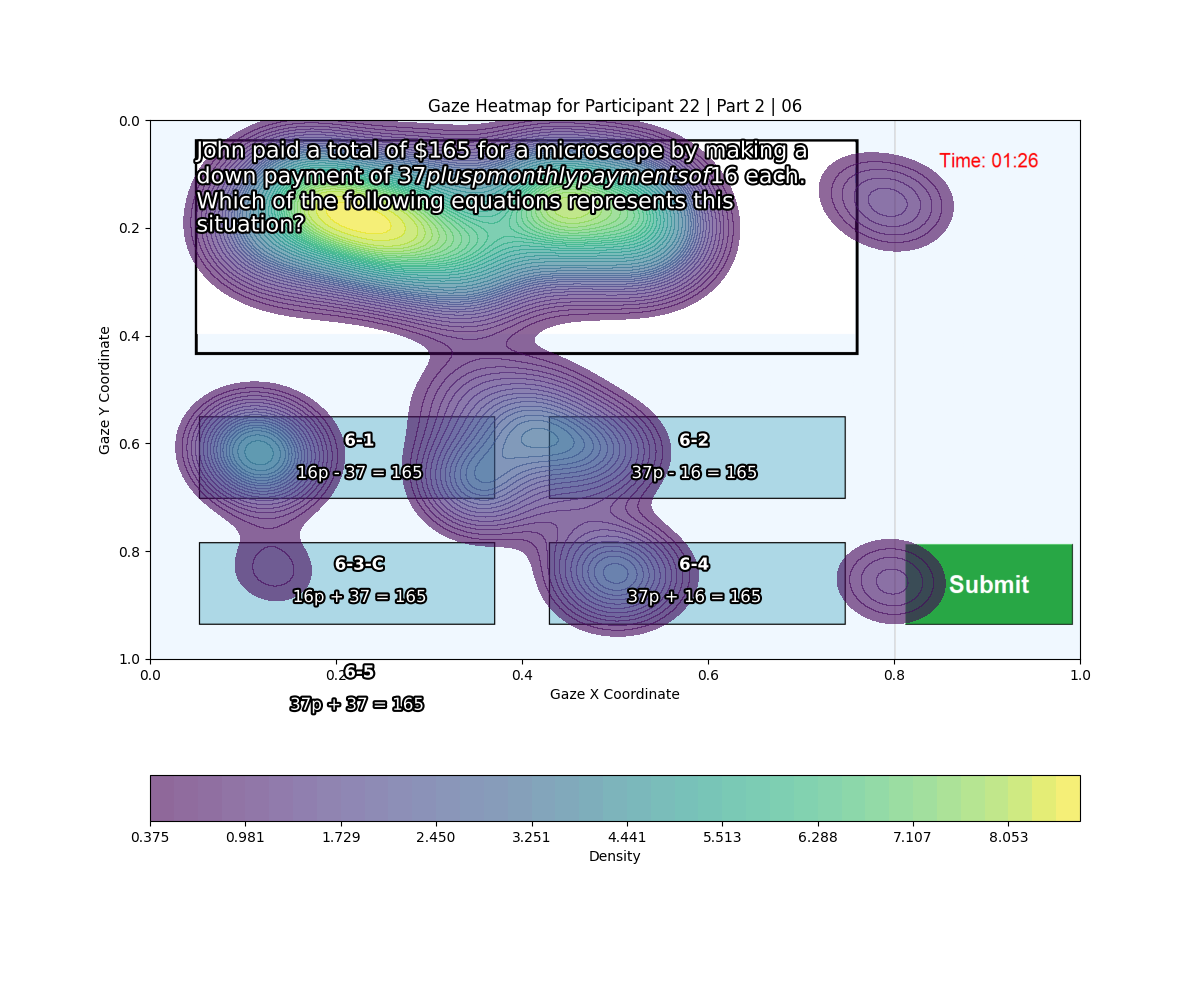 Gaze Heatmap for Participant 22 | Part 2 | 06
John paid a total of $165 for a microscope by making a
down payment of 37pluspmonthlypaymentsof16 each.
Which of the following equations represents this
situation?
Time: 01:26
0.0
0.2
0.4
0.6
0.8
1.0
Gaze Y Coordinate
6-1
16p - 37 = 165
6-2
37p - 16 = 165
6-3-C
16p + 37 = 165
6-4
37p + 16 = 165
Submit
0.0
0.2
0.4
0.6
0.8
1.0
6-5
Gaze X Coordinate
37p + 37 = 165
0.375
0.981
1.729
2.450
3.251
4.441
5.513
6.288
7.107
8.053
Density